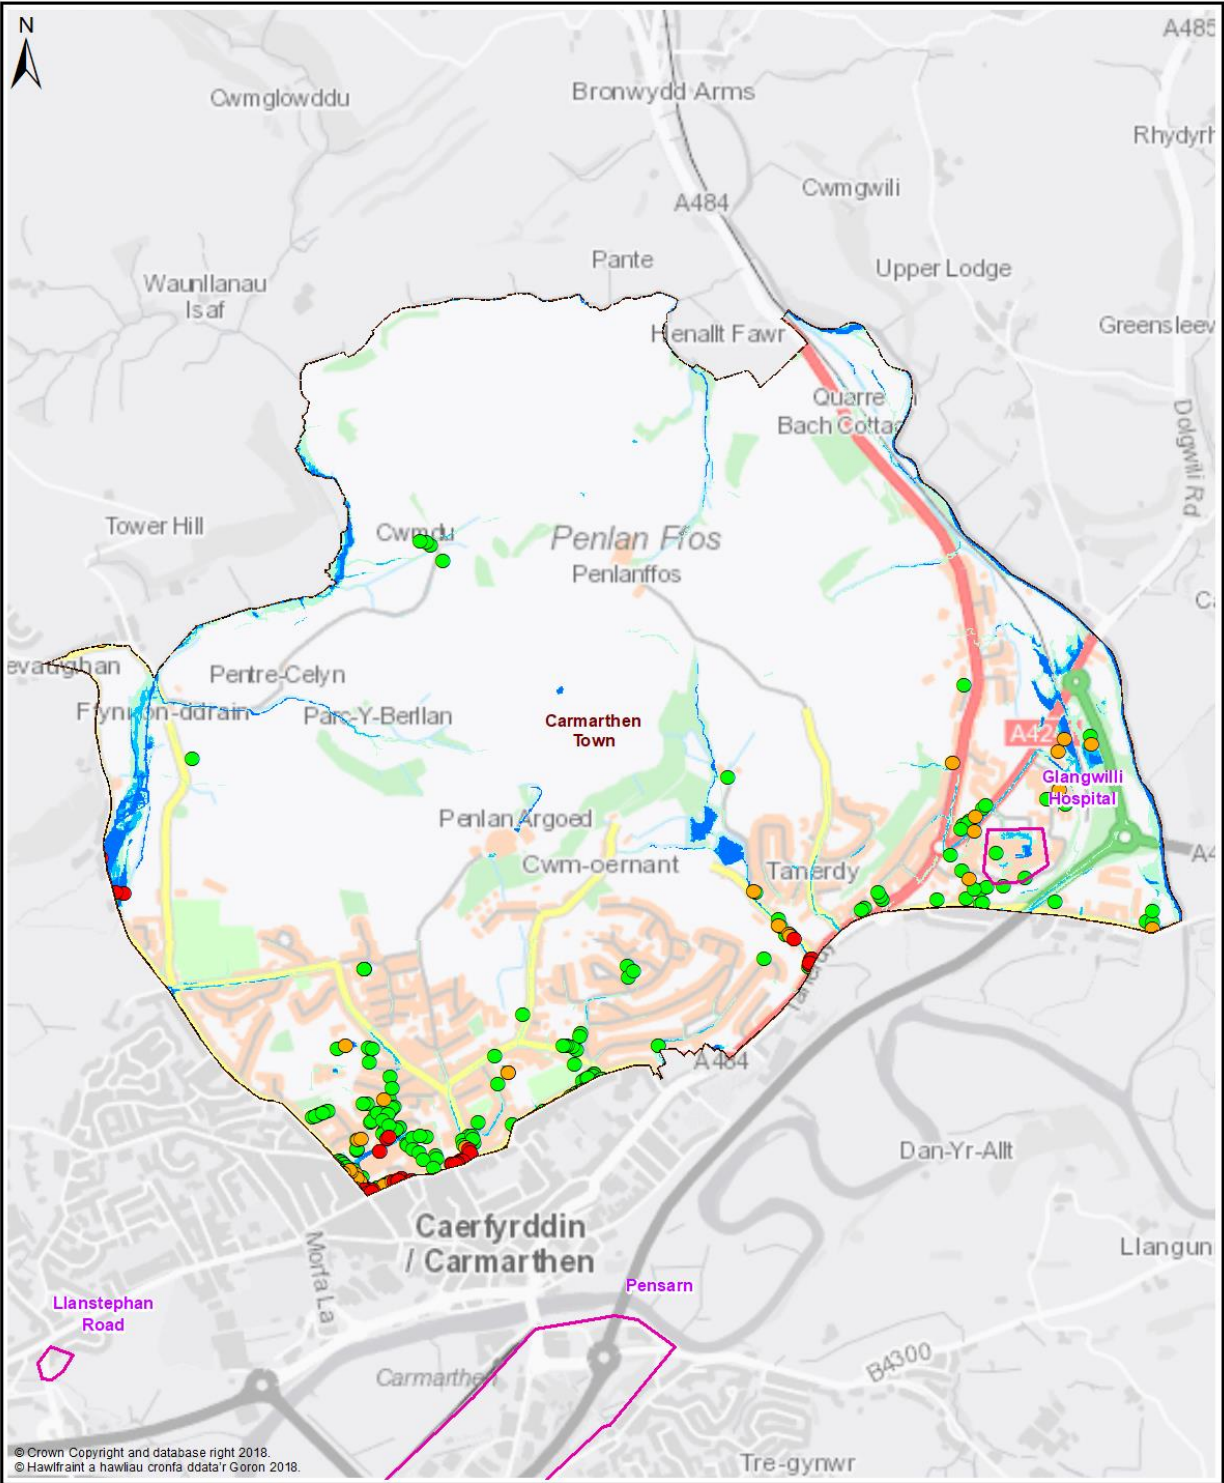 N
A485
Cwmglowddu
Bronwydd Arms
Rhydyrh
Cwmgwili
A484
Pante
Upper Lodge
Waunllanau
Isaf
Henallt Fawr
Greensleev
Quarre
Bach Cottag
Dolgwili Rd
Tower Hill
Cwmdu
Penlan Ffos
Penlanffos
evaughan
Pentre-Celyn
Ffynnon-ddrain
Parc-Y-Berllan
Carmarthen
Town
Glangwilli
Hospital
Penlan Argoed
Cwm-oernant
Tanerdy
Tanerdy
A484
Dan-Yr-Allt
Caerfyrddin
/ Carmarthen
Morfa La
Llangun
Pensarn
Llanstephan
Road
B4300
Carmarthen
© Crown Copyright and database right 2018.
© Hawlfraint a hawliau cronfa ddata'r Goron 2018.
Tre-gynwr